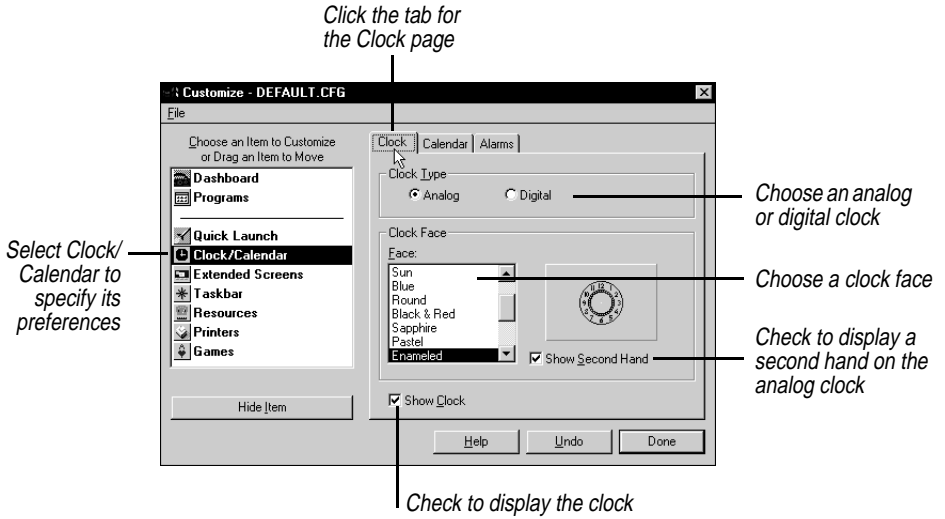 Click the tab for
the Clock page
Customize - DEFAULT.CFG
File
Choose an Item to Customize
or Drag an Item to Move
Dashboard
Programs
Quick Launch
Clock/Calendar
Extended Screens
Taskbar
Resources
Printers
Games
Hide Item
Clock
Calendar
Alarms
Clock Type
Analog
Digital
Clock Face
Face:
Sun
Blue
Round
Black & Red
Sapphire
Pastel
Enameled
Show Second Hand
Show Clock
Help
Undo
Done
Select Clock/
Calendar to
specify its
preferences
Choose an analog
or digital clock
Choose a clock face
Check to display a
second hand on the
analog clock
Check to display the clock